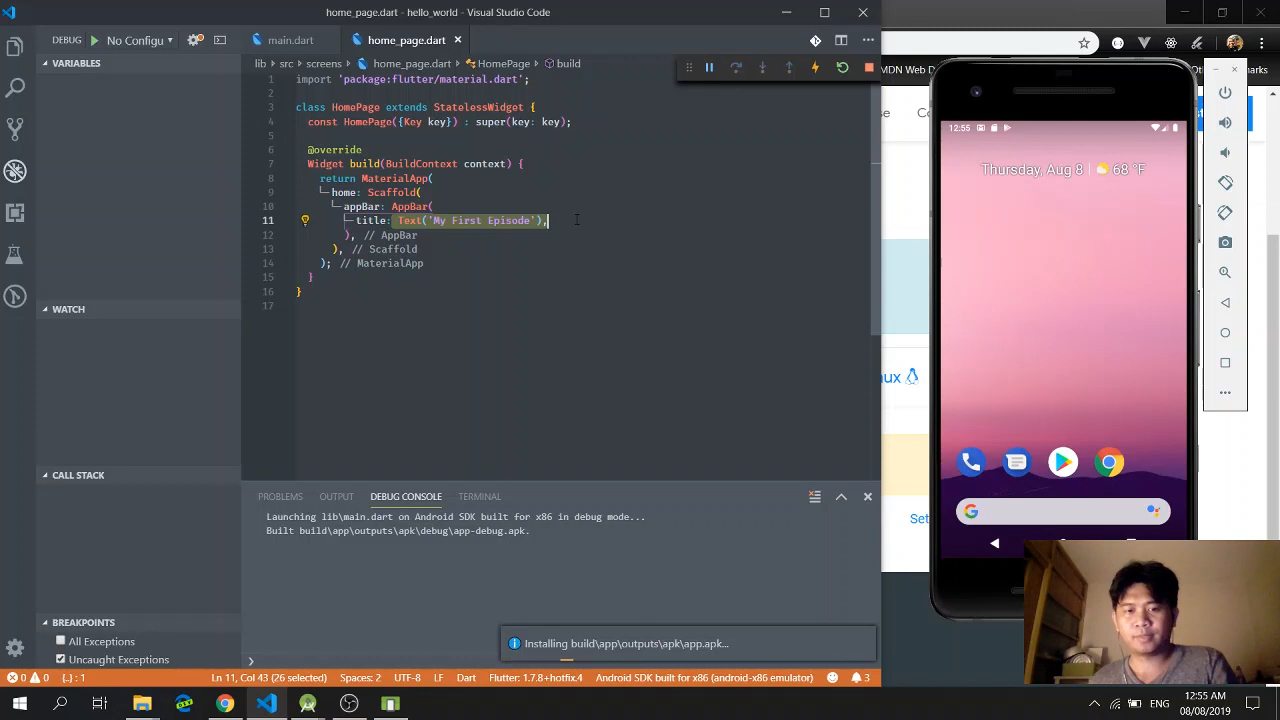 home_page.dart - hello_world - Visual Studio Code
DEBUG
No Configu
main.dart
home_page.dart
lib > src > screens > home_page.dart > HomePage > build
VARIABLES
1 import 'package:flutter/material.dart';
2
3 class HomePage extends StatelessWidget {
4 const HomePage({Key key}) : super(key: key);
5
6 @override
7 Widget build(BuildContext context) {
8 return MaterialApp(
9 home: Scaffold(
10 appBar: AppBar(
11 title: Text('My First Episode'),
12 ), // AppBar
13 ), // Scaffold
14 ); // MaterialApp
15 }
16 }
17
WATCH
CALL STACK
BREAKPOINTS
All Exceptions
Uncaught Exceptions
PROBLEMS
OUTPUT
DEBUG CONSOLE
TERMINAL
Launching lib\main.dart on Android SDK built for x86 in debug mode...
Built build\app\outputs\apk\debug\app-debug.apk.
Installing build\app\outputs\apk\app.apk...
0 0 {..} : 1
Ln 11, Col 43 (26 selected)
Spaces: 2
UTF-8
LF
Dart
Flutter: 1.7.8+hotfix.4
Android SDK built for x86 (android-x86 emulator)
3
MDN Web D
se
Co
nux
Set
12:55
Thursday, Aug 8 | 68 °F
G
ENG
12:55 AM
08/08/2019